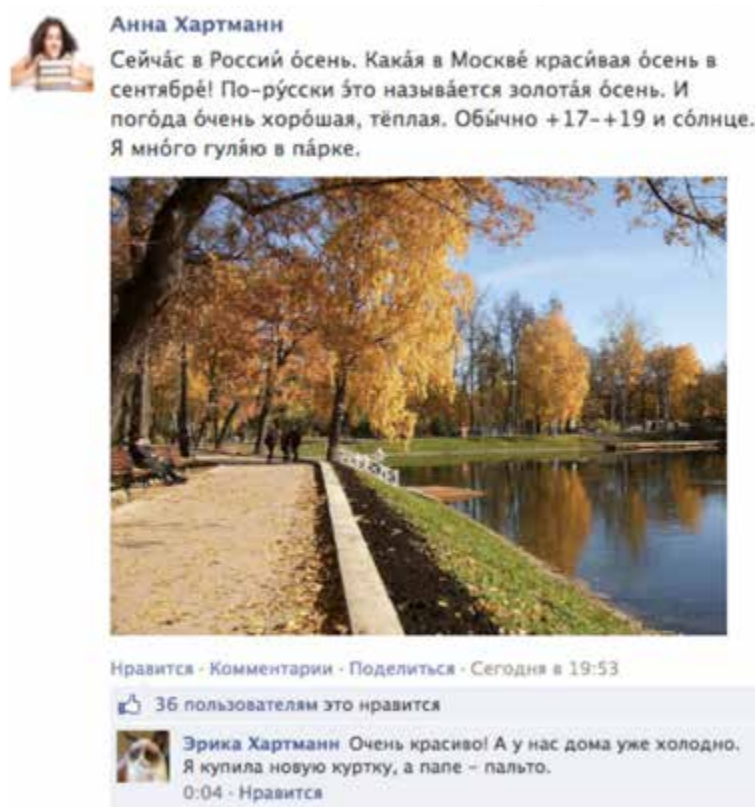 Анна Хартманн
Сейча́с в Росси́и о́сень. Кака́я в Москве́ краси́вая о́сень в
сентябре́! По-ру́сски э́то называ́ется золота́я о́сень. И
пого́да о́чень хоро́шая, тёплая. Обы́чно +17–+19 и со́лнце.
Я мно́го гуля́ю в па́рке.
Нравится · Комментарии · Поделиться · Сегодня в 19:53
36 пользователям это нравится
Эрика Хартманн Очень красиво! А у нас дома уже холодно.
Я купила новую куртку, а папе – пальто.
0:04 · Нравится